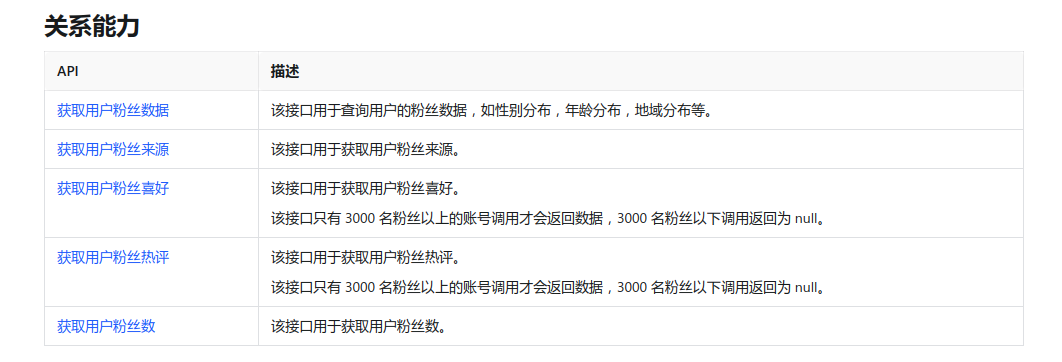 关系能力
API 描述
获取用户粉丝数据 该接口用于查询用户的粉丝数据，如性别分布，年龄分布，地域分布等。
获取用户粉丝来源 该接口用于获取用户粉丝来源。
获取用户粉丝喜好 该接口用于获取用户粉丝喜好。
该接口只有 3000 名粉丝以上的账号调用才会返回数据，3000 名粉丝以下调用返回为 null。
获取用户粉丝热评 该接口用于获取用户粉丝热评。
该接口只有 3000 名粉丝以上的账号调用才会返回数据，3000 名粉丝以下调用返回为 null。
获取用户粉丝数 该接口用于获取用户粉丝数。